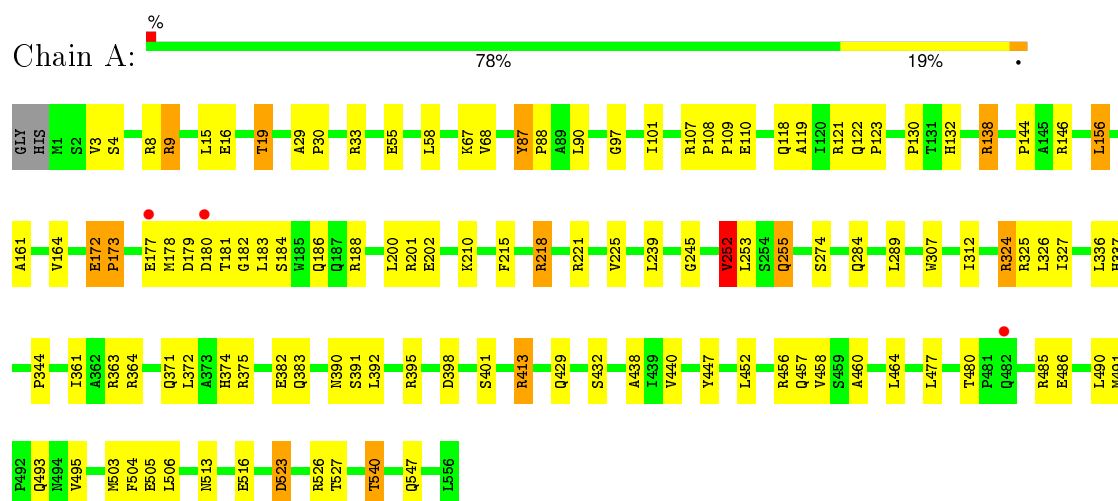 %
Chain A:
78%
19%
•
GLY HIS M1 S2 V3 S4 R8 R9 L15 E16 T19 A29 P30 R33 E55 L58 K67 V68 Y87 P88 A89 L90 G97 I101 R107 P108 P109 E110 Q118 A119 I120 R121 Q122 P123 P130 T131 H132 R138 P144 A145 R146 L156
A161 V164 E172 P173 E177 M178 D179 D180 T181 G182 L183 S184 W185 Q186 Q187 R188 L200 R201 E202 K210 F215 R218 R221 V225 L239 G245 V252 L253 S254 Q255 S274 Q284 L289 W307 I312 R324 R325 L326 I327 L336 H337
P344 I361 A362 R363 R364 Q371 L372 A373 H374 R375 E382 Q383 N390 S391 L392 R395 D398 S401 R413 Q429 S432 A438 I439 V440 Y447 L452 R456 Q457 V458 S459 A460 L464 L477 T480 P481 Q482 R485 E486 L490
P492 Q493 N494 V495 M503 F504 E505 L506 N513 E516 D523 R526 T527 T540 Q547 L556